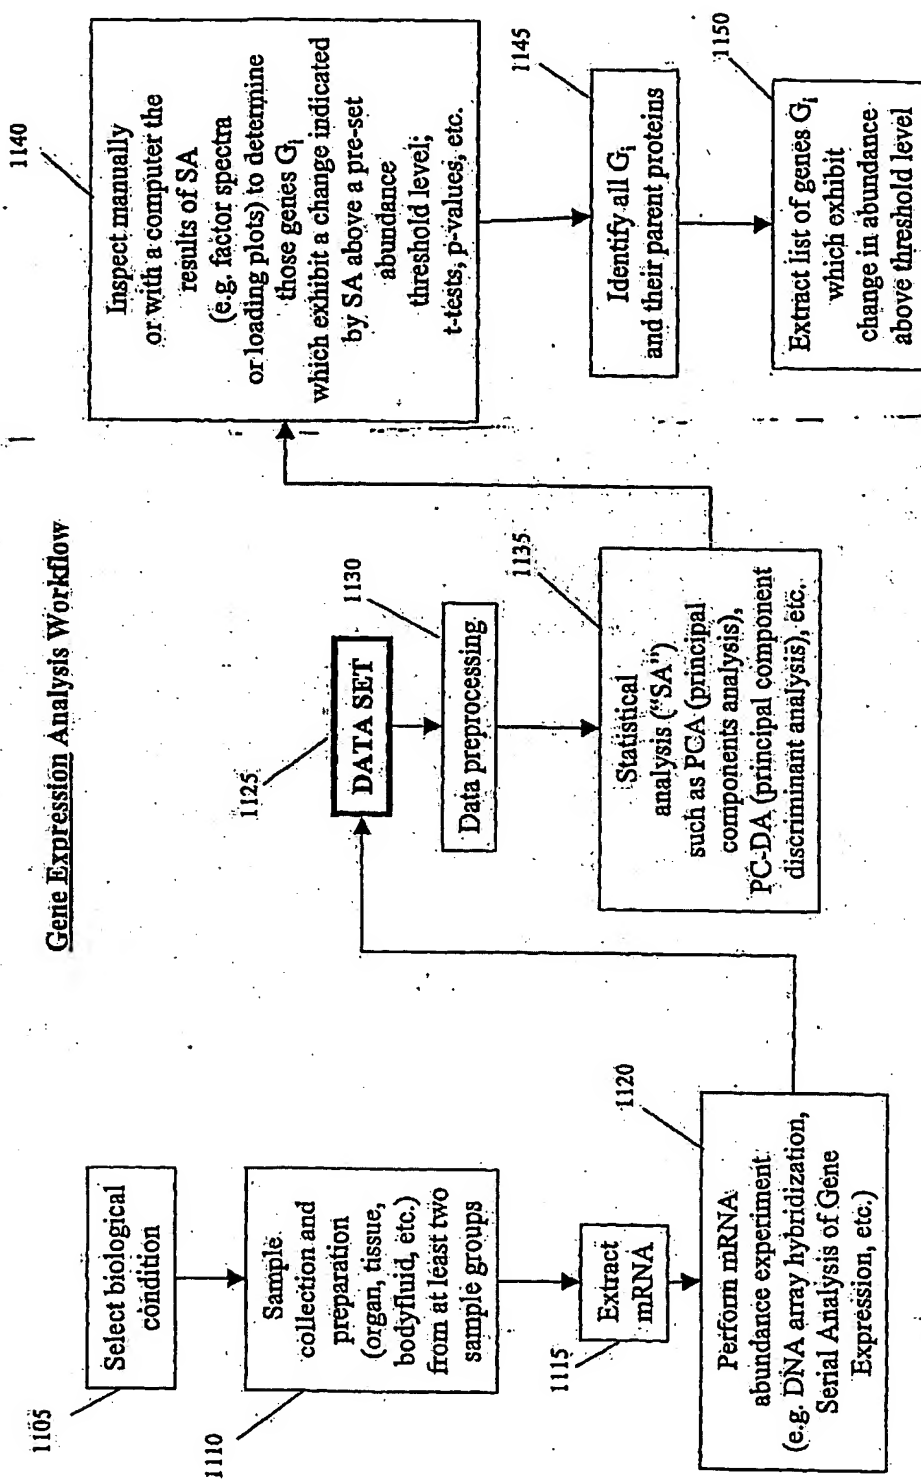 Gene Expression Analysis Workflow
1105
Select biological
condition
1110
Sample
collection and
preparation
(organ, tissue,
bodyfluid, etc.)
from at least two
sample groups
1115
Extract
mRNA
1120
Perform mRNA
abundance experiment
(e.g. DNA array hybridization,
Serial Analysis of Gene
Expression, etc.)
1125
DATA SET
1130
Data preprocessing
1135
Statistical
analysis ("SA")
such as PCA (principal
components analysis),
PC-DA (principal component
discriminant analysis), etc.
1140
Inspect manually
or with a computer the
results of SA
(e.g. factor spectra
or loading plots) to determine
those genes Gi
which exhibit a change indicated
by SA above a pre-set
abundance
threshold level;
t-tests, p-values, etc.
1145
Identify all Gi
and their parent proteins
1150
Extract list of genes Gi
which exhibit
change in abundance
above threshold level